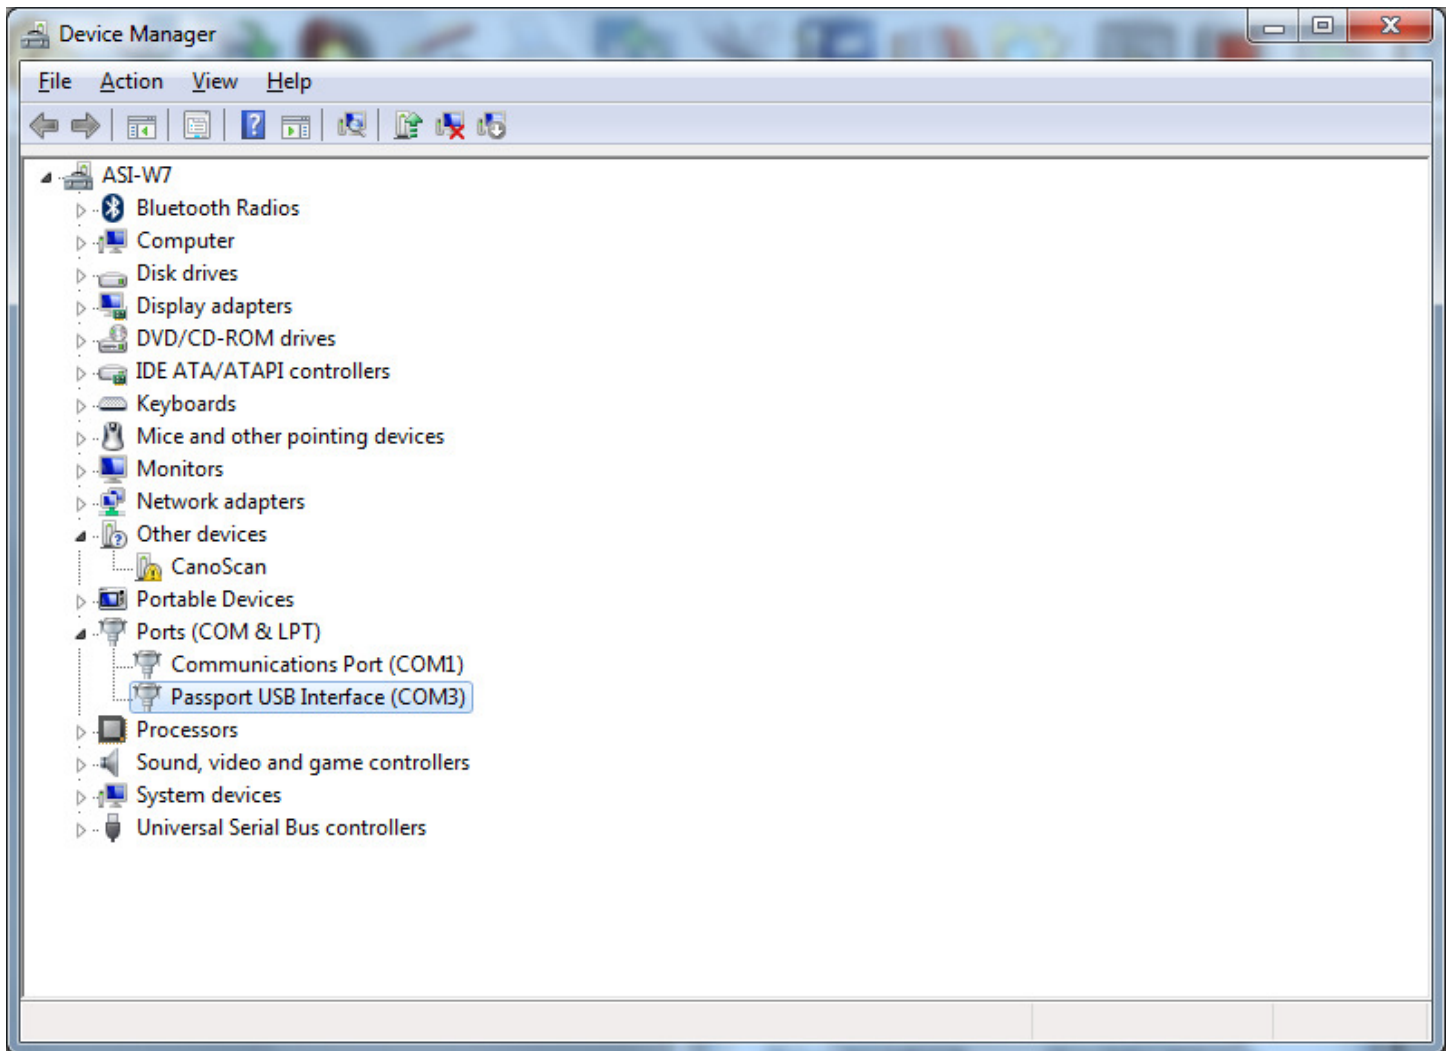 Device Manager
File Action View Help
ASI-W7
Bluetooth Radios
Computer
Disk drives
Display adapters
DVD/CD-ROM drives
IDE ATA/ATAPI controllers
Keyboards
Mice and other pointing devices
Monitors
Network adapters
Other devices
CanoScan
Portable Devices
Ports (COM & LPT)
Communications Port (COM1)
Passport USB Interface (COM3)
Processors
Sound, video and game controllers
System devices
Universal Serial Bus controllers